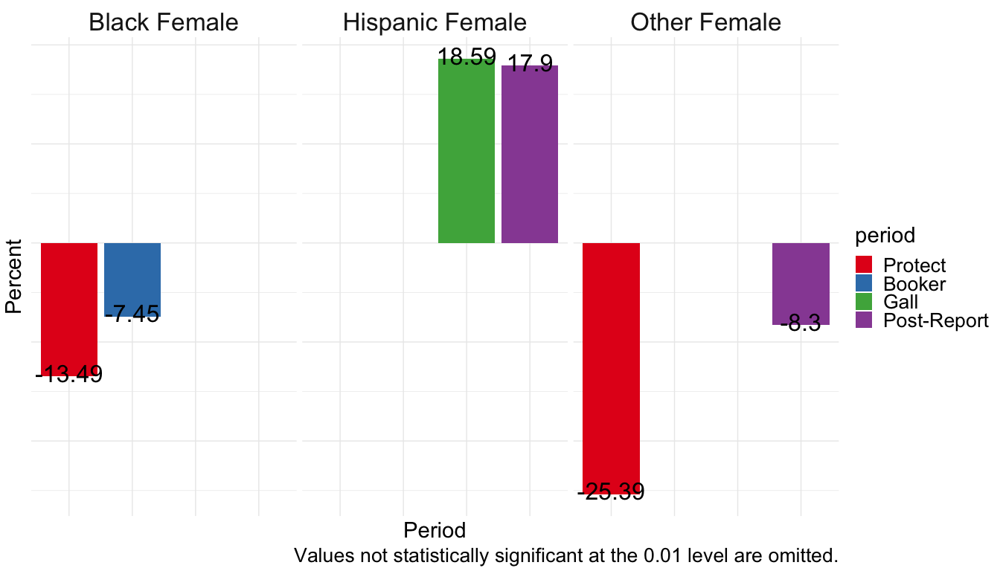 Black Female
Hispanic Female
Other Female
18.59
17.9
-7.45
-13.49
-8.3
-25.39
Percent
period
Protect
Booker
Gall
Post-Report
Period
Values not statistically significant at the 0.01 level are omitted.